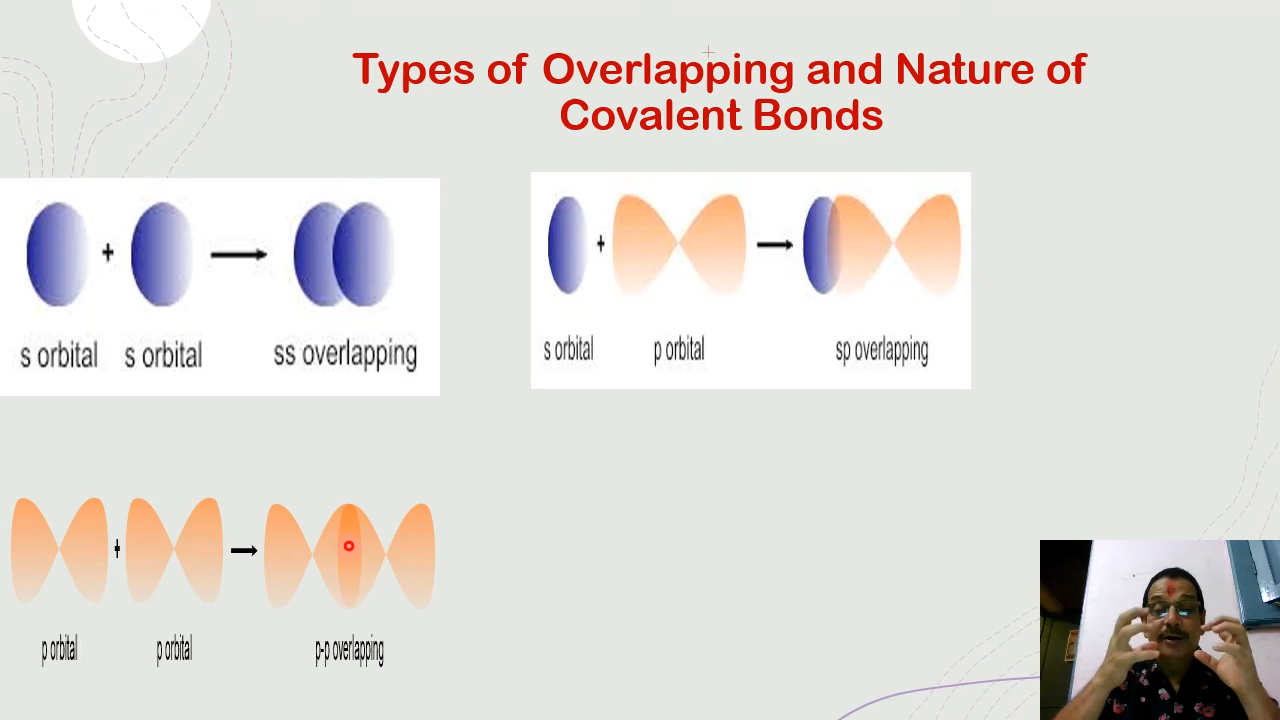 Types of Overlapping and Nature of
Covalent Bonds
+
s orbital s orbital ss overlapping
+
s orbital p orbital sp overlapping
+
p orbital p orbital p-p overlapping